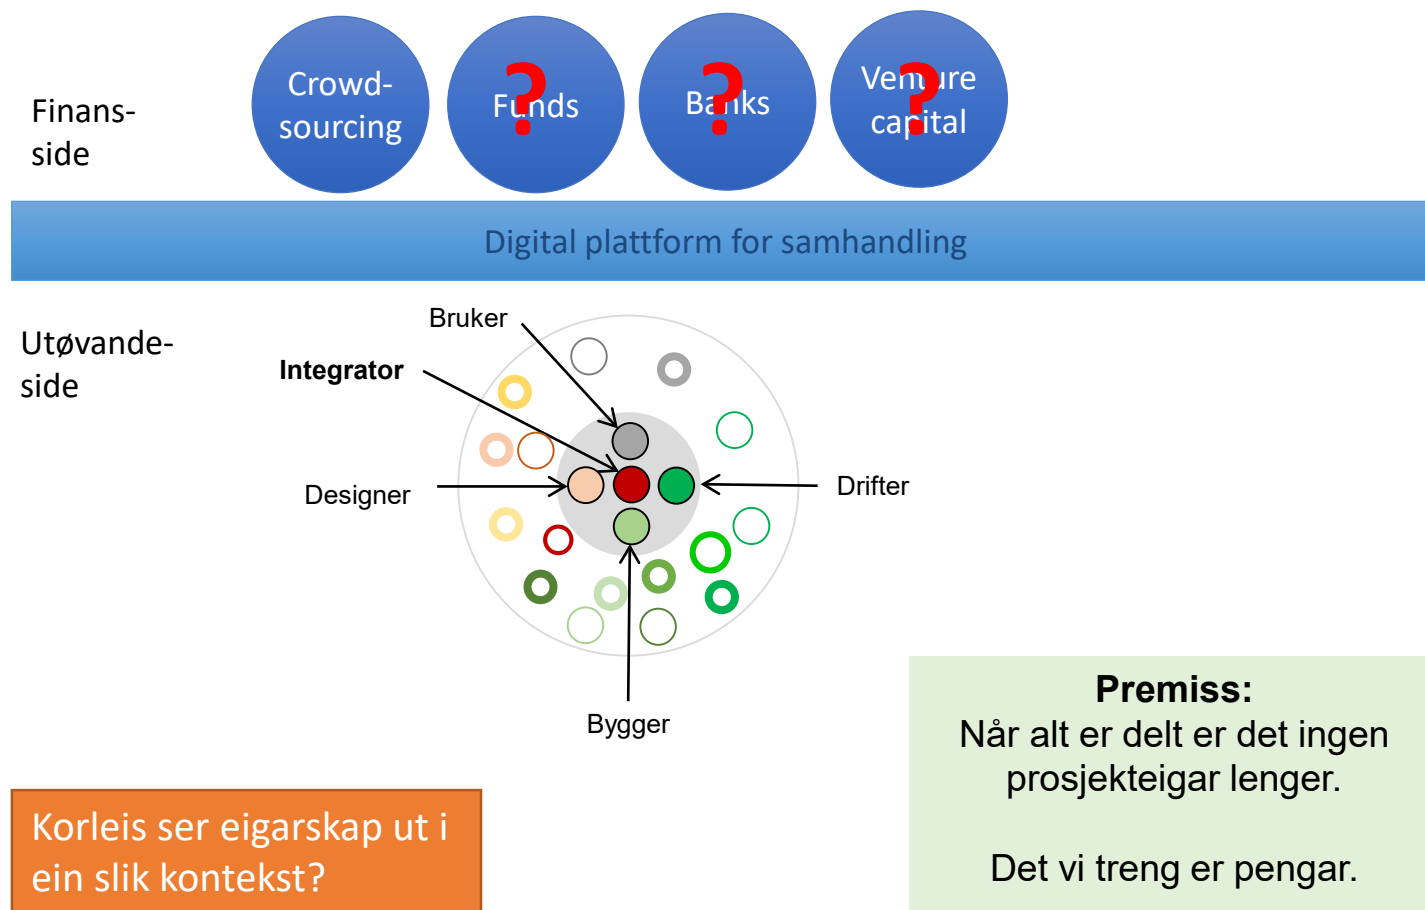 Finans-
side
Crowd-
sourcing
?
Funds
?
Banks
?
Venture
capital
Digital plattform for samhandling
Utøvande-
side
Bruker
Integrator
Designer
Drifter
Bygger
Premiss:
Når alt er delt er det ingen
prosjekteigar lenger.
Det vi treng er pengar.
Korleis ser eigarskap ut i
ein slik kontekst?